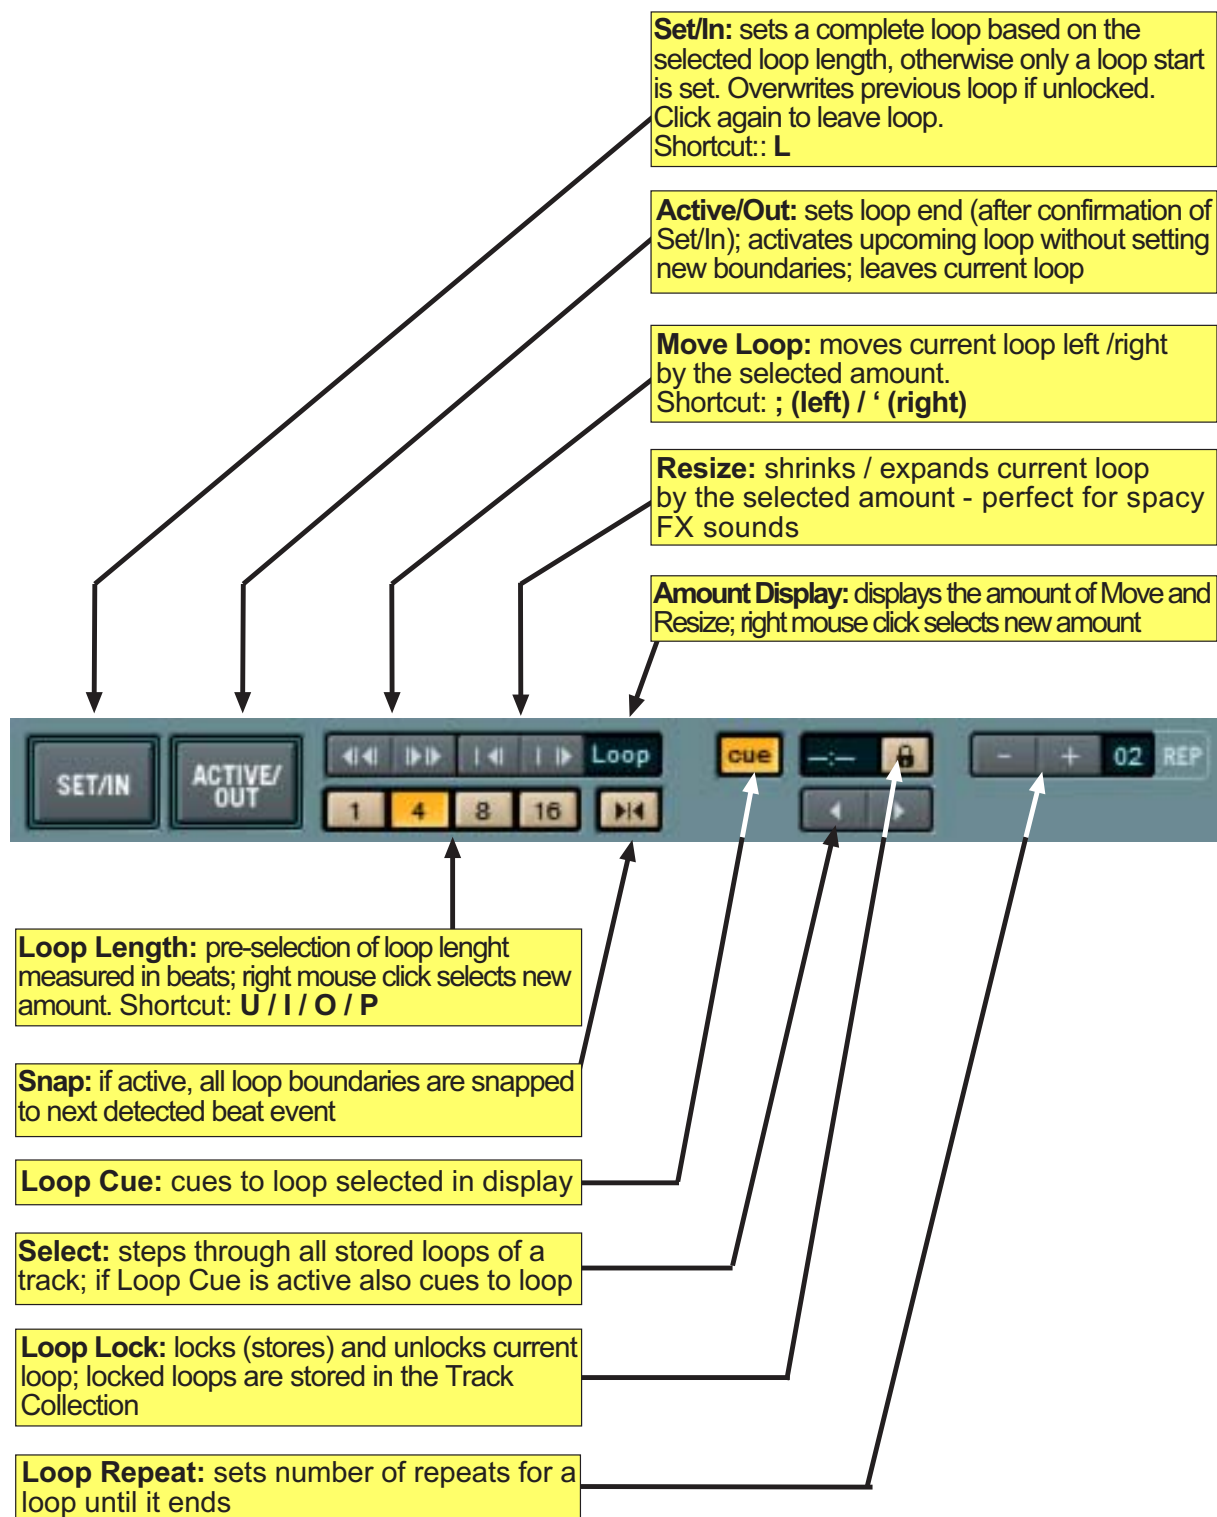 Set/In: sets a complete loop based on the
selected loop length, otherwise only a loop start
is set. Overwrites previous loop if unlocked.
Click again to leave loop.
Shortcut:: L
Active/Out: sets loop end (after confirmation of
Set/In); activates upcoming loop without setting
new boundaries; leaves current loop
Move Loop: moves current loop left /right
by the selected amount.
Shortcut: ; (left) / ‘ (right)
Resize: shrinks / expands current loop
by the selected amount - perfect for spacy
FX sounds
Amount Display: displays the amount of Move and
Resize; right mouse click selects new amount
SET/IN
ACTIVE/
OUT
Loop
1 4 8 16
cue
–:–
- + 02 REP
Loop Length: pre-selection of loop lenght
measured in beats; right mouse click selects new
amount. Shortcut: U / I / O / P
Snap: if active, all loop boundaries are snapped
to next detected beat event
Loop Cue: cues to loop selected in display
Select: steps through all stored loops of a
track; if Loop Cue is active also cues to loop
Loop Lock: locks (stores) and unlocks current
loop; locked loops are stored in the Track
Collection
Loop Repeat: sets number of repeats for a
loop until it ends